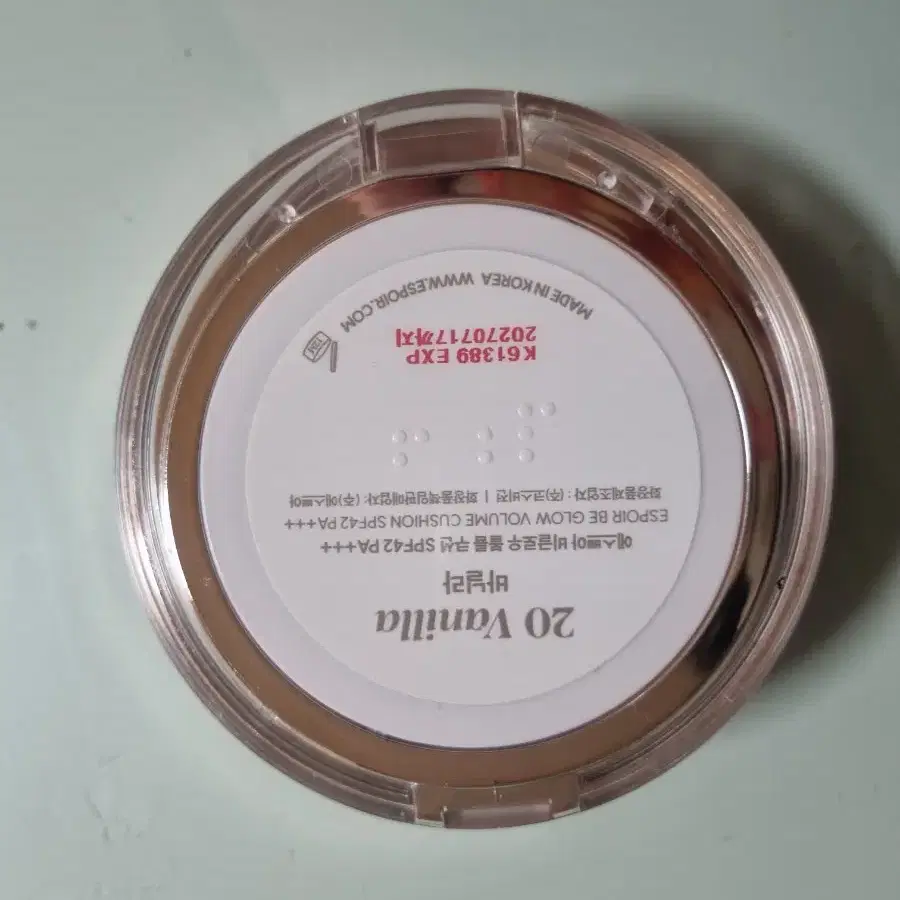 20 Vanilla
바닐라
에스쁘아 비글로우 볼륨 쿠션 SPF42 PA+++
ESPOIR BE GLOW VOLUME CUSHION SPF42 PA+++
화장품제조업자 : (주)코스비전 | 화장품책임판매업자: (주)에스쁘아
K61389 EXP
20270717까지
MADE IN KOREA WWW.ESPOIR.COM